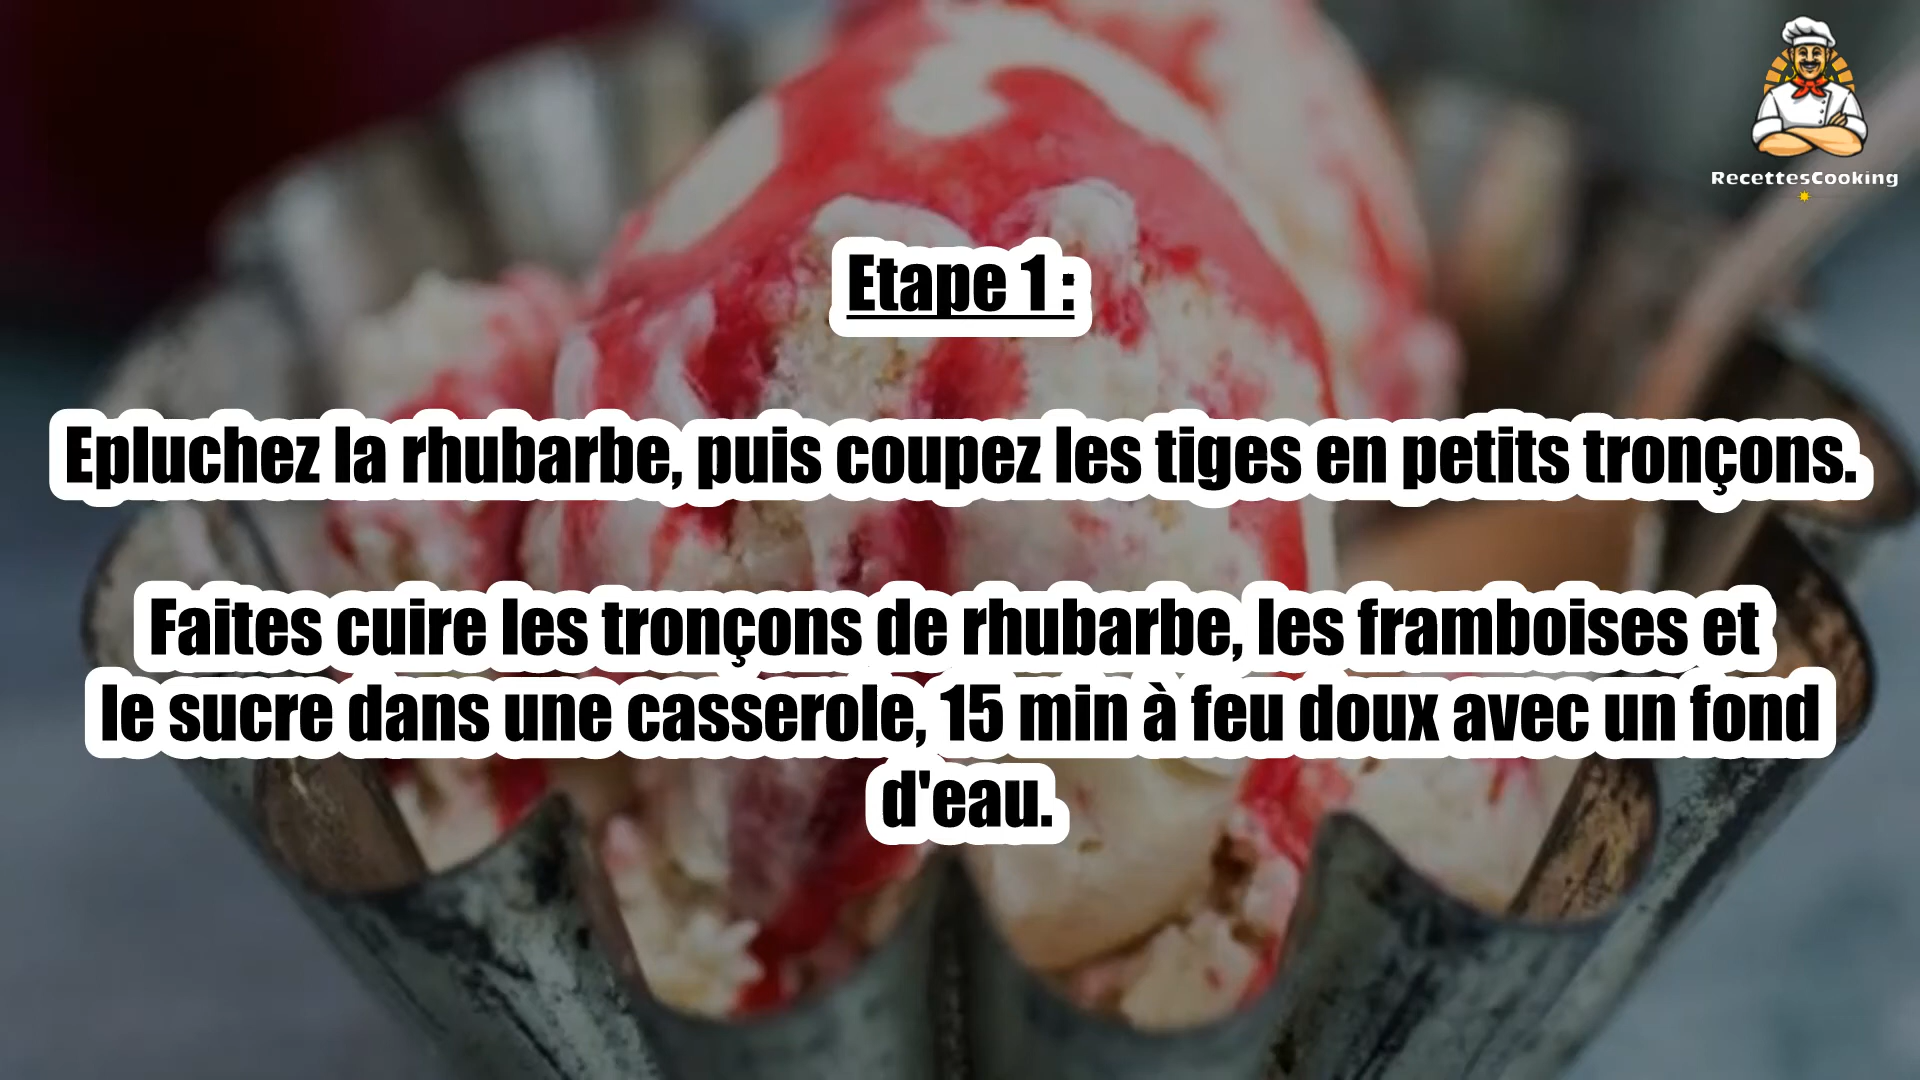 RecettesCooking
Etape 1 :
Epluchez la rhubarbe, puis coupez les tiges en petits tronçons.
Faites cuire les tronçons de rhubarbe, les framboises et
le sucre dans une casserole, 15 min à feu doux avec un fond
d'eau.